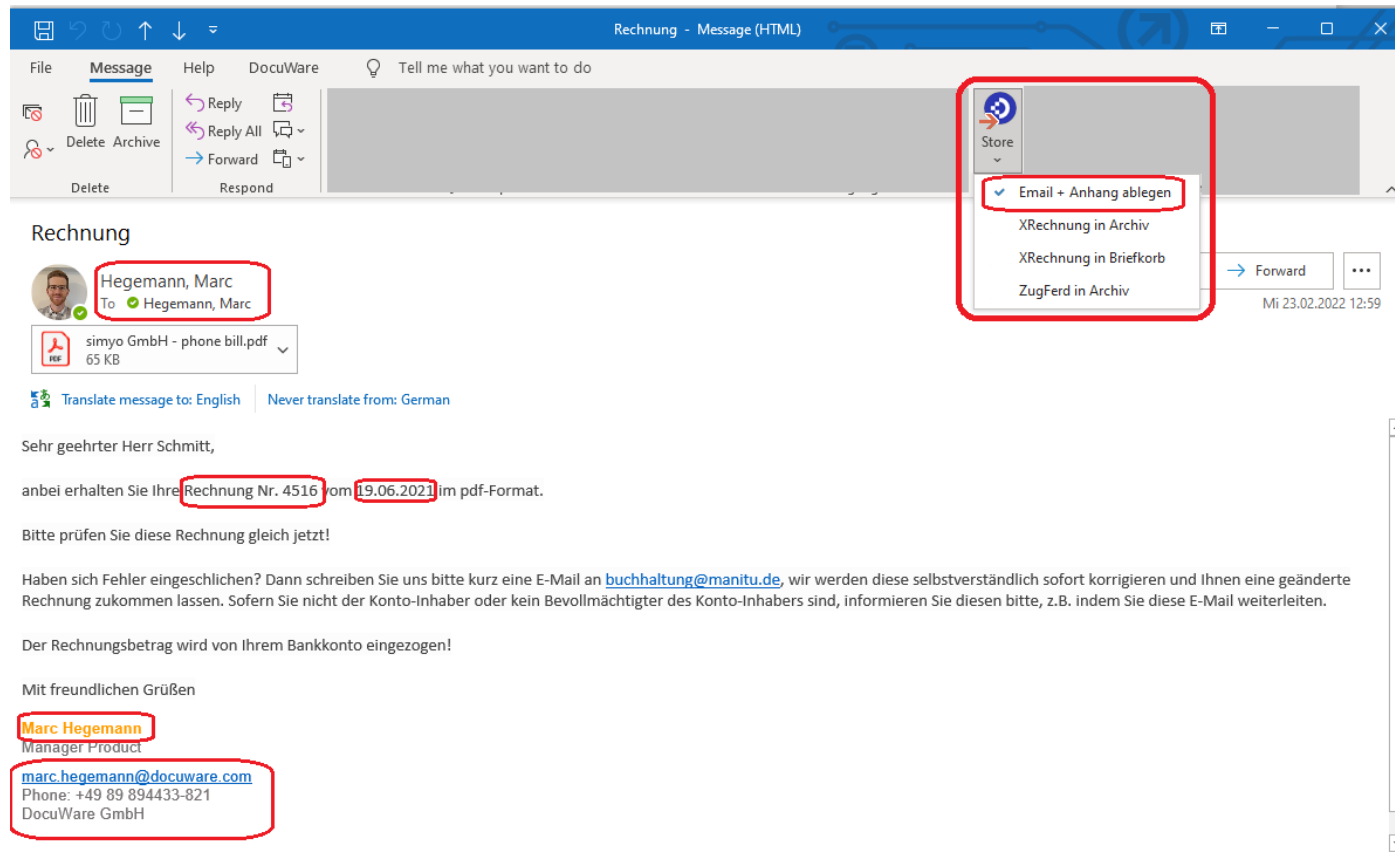 Rechnung - Message (HTML)
File Message Help DocuWare Tell me what you want to do
Delete Archive
Reply
Reply All
Forward
Delete
Respond
Store
Email + Anhang ablegen
XRechnung in Archiv
XRechnung in Briefkorb
ZugFerd in Archiv
Rechnung
Hegemann, Marc
To Hegemann, Marc
Forward
Mi 23.02.2022 12:59
simyo GmbH - phone bill.pdf
65 KB
PDF
Translate message to: English Never translate from: German
Sehr geehrter Herr Schmitt,
anbei erhalten Sie Ihre Rechnung Nr. 4516 vom 19.06.2021 im pdf-Format.
Bitte prüfen Sie diese Rechnung gleich jetzt!
Haben sich Fehler eingeschlichen? Dann schreiben Sie uns bitte kurz eine E-Mail an buchhaltung@manitu.de, wir werden diese selbstverständlich sofort korrigieren und Ihnen eine geänderte
Rechnung zukommen lassen. Sofern Sie nicht der Konto-Inhaber oder kein Bevollmächtigter des Konto-Inhabers sind, informieren Sie diesen bitte, z.B. indem Sie diese E-Mail weiterleiten.
Der Rechnungsbetrag wird von Ihrem Bankkonto eingezogen!
Mit freundlichen Grüßen
Marc Hegemann
Manager Product
marc.hegemann@docuware.com
Phone: +49 89 894433-821
DocuWare GmbH